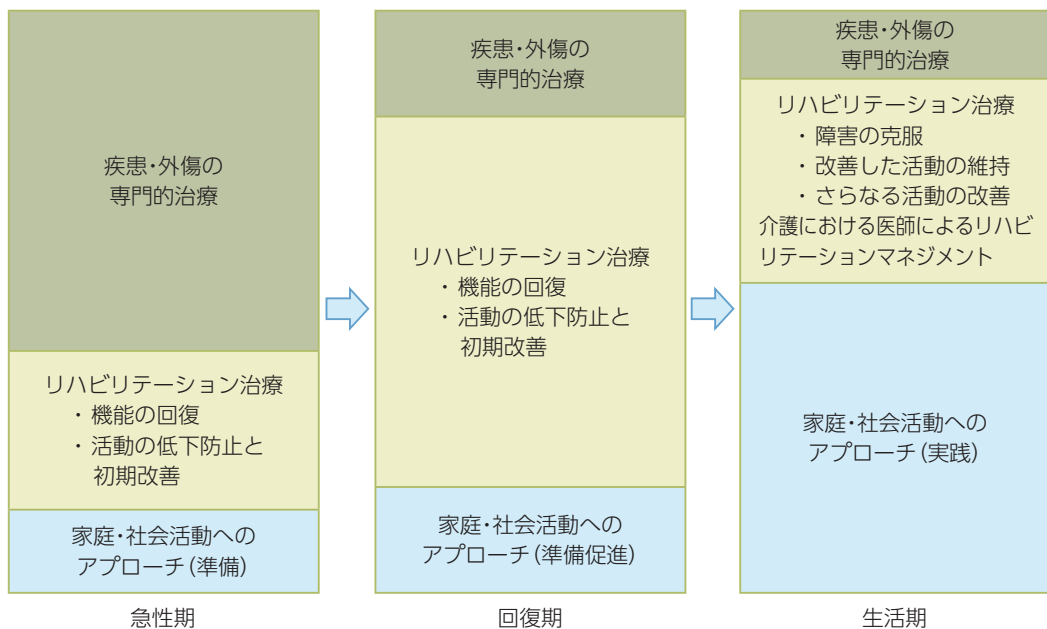 疾患・外傷の
専門的治療
リハビリテーション治療
・機能の回復
・活動の低下防止と
初期改善
家庭・社会活動への
アプローチ(準備)
急性期
疾患・外傷の
専門的治療
リハビリテーション治療
・機能の回復
・活動の低下防止と
初期改善
家庭・社会活動への
アプローチ(準備促進)
回復期
疾患・外傷の
専門的治療
リハビリテーション治療
・障害の克服
・改善した活動の維持
・さらなる活動の改善
介護における医師によるリハビ
リテーションマネジメント
家庭・社会活動への
アプローチ(実践)
生活期